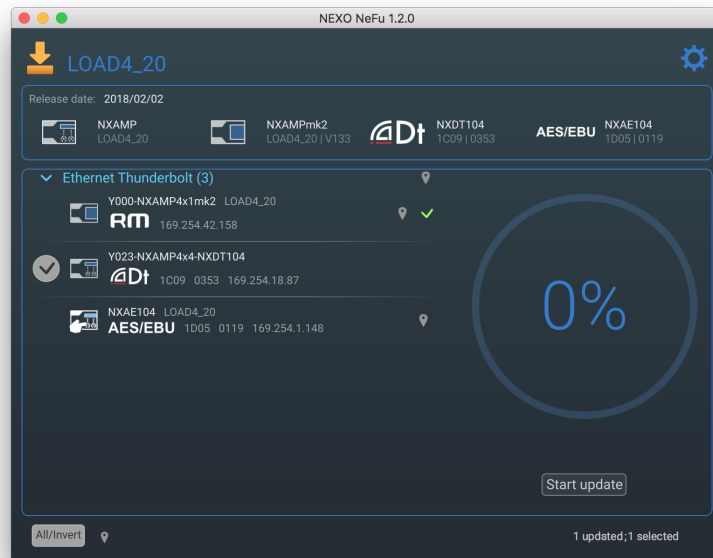 NEXO NeFu 1.2.0
LOAD4_20
Release date: 2018/02/02
NXAMP
LOAD4_20
NXAMPmk2
LOAD4_20 | V133
Dt
NXDT104
1C09 | 0353
AES/EBU
NXAE104
1D05 | 0119
Ethernet Thunderbolt (3)
Y000-NXAMP4x1mk2 LOAD4_20
RM 169.254.42.158
Y023-NXAMP4x4-NXDT104
Dt 1C09 0353 169.254.18.87
NXAE104 LOAD4_20
AES/EBU 1D05 0119 169.254.1.148
0%
Start update
All/Invert
1 updated;1 selected